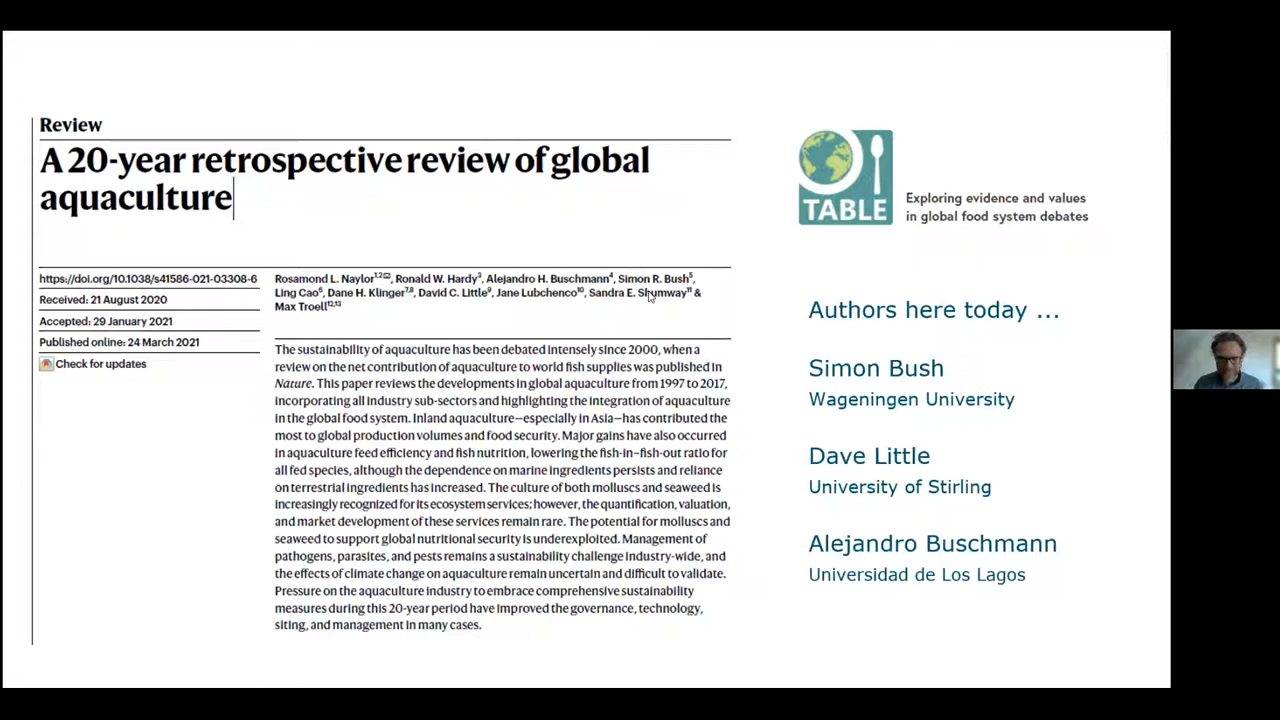 Review
A 20-year retrospective review of global
aquaculture
https://doi.org/10.1038/s41586-021-03308-6
Received: 21 August 2020
Accepted: 29 January 2021
Published online: 24 March 2021
Check for updates
Rosamond L. Naylor1,2✉, Ronald W. Hardy3, Alejandro H. Buschmann4, Simon R. Bush5,
Ling Cao6, Dane H. Klinger7,8, David C. Little9, Jane Lubchenco10, Sandra E. Shumway11 &
Max Troell12,13
The sustainability of aquaculture has been debated intensely since 2000, when a
review on the net contribution of aquaculture to world fish supplies was published in
Nature. This paper reviews the developments in global aquaculture from 1997 to 2017,
incorporating all industry sub-sectors and highlighting the integration of aquaculture
in the global food system. Inland aquaculture—especially in Asia—has contributed the
most to global production volumes and food security. Major gains have also occurred
in aquaculture feed efficiency and fish nutrition, lowering the fish-in–fish-out ratio for
all fed species, although the dependence on marine ingredients persists and reliance
on terrestrial ingredients has increased. The culture of both molluscs and seaweed is
increasingly recognized for its ecosystem services; however, the quantification, valuation,
and market development of these services remain rare. The potential for molluscs and
seaweed to support global nutritional security is underexploited. Management of
pathogens, parasites, and pests remains a sustainability challenge industry-wide, and
the effects of climate change on aquaculture remain uncertain and difficult to validate.
Pressure on the aquaculture industry to embrace comprehensive sustainability
measures during this 20-year period have improved the governance, technology,
siting, and management in many cases.
TABLE
Exploring evidence and values
in global food system debates
Authors here today ...
Simon Bush
Wageningen University
Dave Little
University of Stirling
Alejandro Buschmann
Universidad de Los Lagos